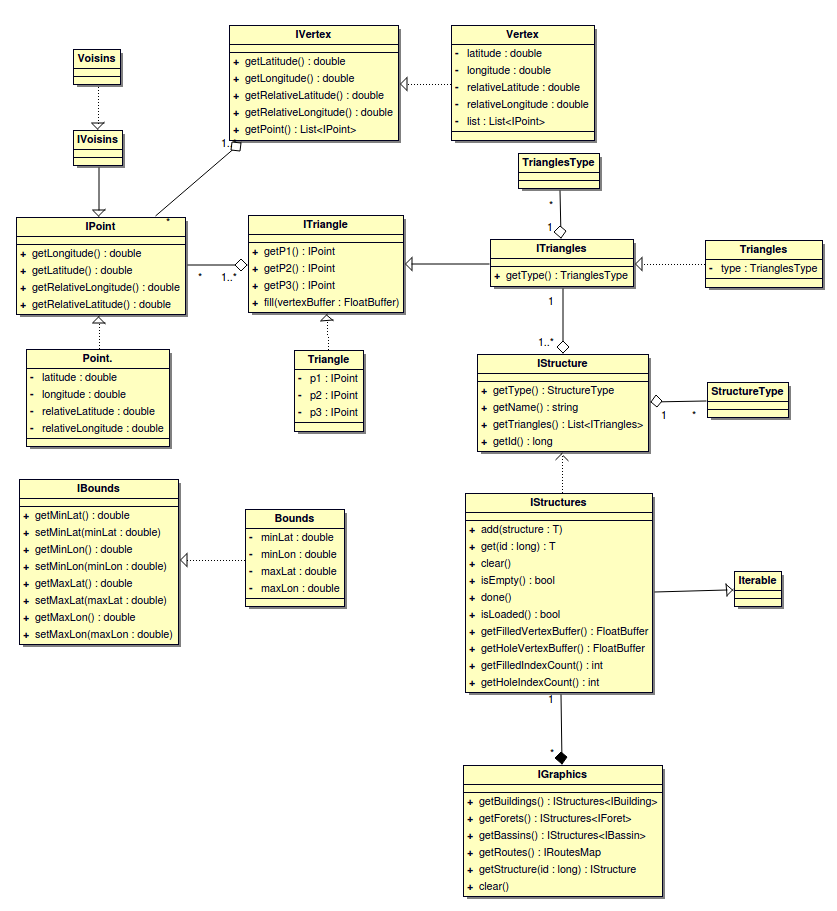 IVertex
+ getLatitude() : double
+ getLongitude() : double
+ getRelativeLatitude() : double
+ getRelativeLongitude() : double
+ getPoint() : List<IPoint>
Vertex
- latitude : double
- longitude : double
- relativeLatitude : double
- relativeLongitude : double
- list : List<IPoint>
Voisins
IVoisins
1..*
*
TrianglesType
*
1
IPoint
+ getLongitude() : double
+ getLatitude() : double
+ getRelativeLongitude() : double
+ getRelativeLatitude() : double
* 1..*
ITriangle
+ getP1() : IPoint
+ getP2() : IPoint
+ getP3() : IPoint
+ fill(vertexBuffer : FloatBuffer)
ITriangles
+ getType() : TrianglesType
Triangles
- type : TrianglesType
1
1..*
Point.
- latitude : double
- longitude : double
- relativeLatitude : double
- relativeLongitude : double
Triangle
- p1 : IPoint
- p2 : IPoint
- p3 : IPoint
IStructure
+ getType() : StructureType
+ getName() : string
+ getTriangles() : List<ITriangles>
+ getId() : long
1 *
StructureType
IBounds
+ getMinLat() : double
+ setMinLat(minLat : double)
+ getMinLon() : double
+ setMinLon(minLon : double)
+ getMaxLat() : double
+ setMaxLat(maxLat : double)
+ getMaxLon() : double
+ setMaxLon(maxLon : double)
Bounds
- minLat : double
- minLon : double
- maxLat : double
- maxLon : double
IStructures
+ add(structure : T)
+ get(id : long) : T
+ clear()
+ isEmpty() : bool
+ done()
+ isLoaded() : bool
+ getFilledVertexBuffer() : FloatBuffer
+ getHoleVertexBuffer() : FloatBuffer
+ getFilledIndexCount() : int
+ getHoleIndexCount() : int
Iterable
1
*
IGraphics
+ getBuildings() : IStructures<IBuilding>
+ getForets() : IStructures<IForet>
+ getBassins() : IStructures<IBassin>
+ getRoutes() : IRoutesMap
+ getStructure(id : long) : IStructure
+ clear()